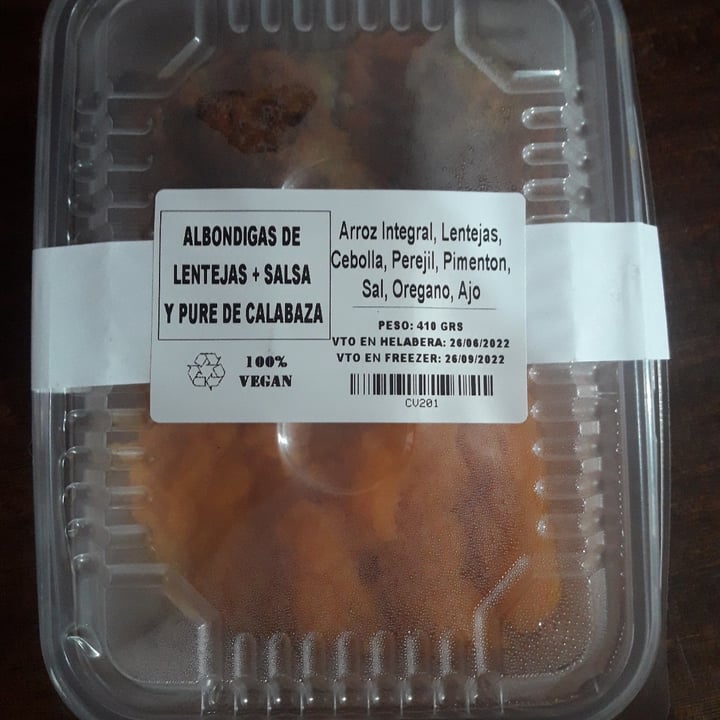 ALBONDIGAS DE
LENTEJAS + SALSA
Y PURE DE CALABAZA
100%
VEGAN
Arroz Integral, Lentejas,
Cebolla, Perejil, Pimenton,
Sal, Oregano, Ajo
PESO: 410 GRS
VTO EN HELADERA: 26/06/2022
VTO EN FREEZER: 26/09/2022
CV201